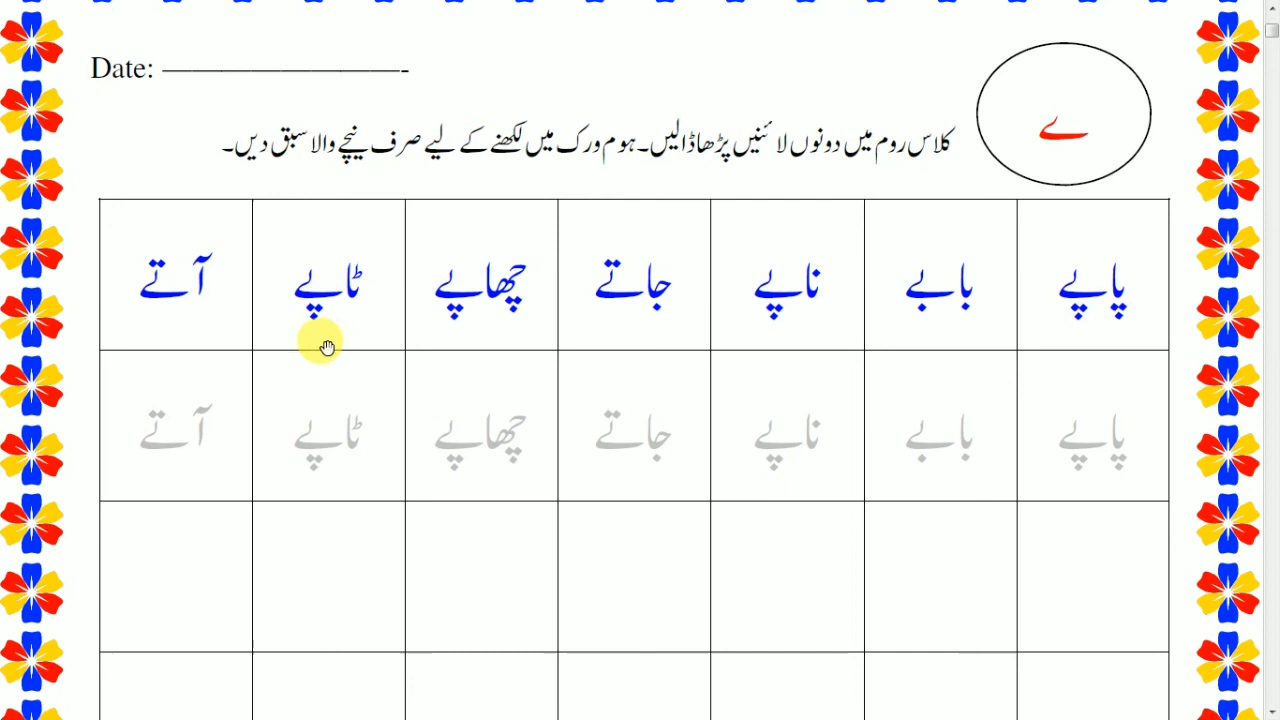 Date: ————————-
ے
کلاس روم میں دونوں لائنیں پڑھا ڈالیں۔ ہوم ورک میں لکھنے کے لیے صرف نیچے والا سبق دیں۔
پاپے بابے ناپے جاتے چھاپے ٹاپے آتے
پاپے بابے ناپے جاتے چھاپے ٹاپے آتے